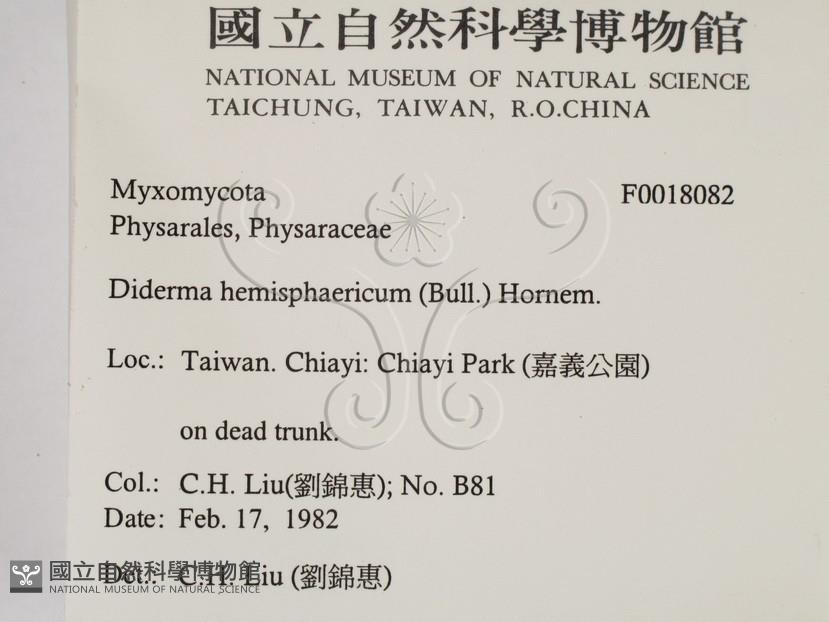 國立自然科學博物館
NATIONAL MUSEUM OF NATURAL SCIENCE
TAICHUNG, TAIWAN, R.O.CHINA
Myxomycota F0018082
Physarales, Physaraceae
Diderma hemisphaericum (Bull.) Hornem.
Loc.: Taiwan. Chiayi: Chiayi Park (嘉義公園)
on dead trunk.
Col.: C.H. Liu(劉錦惠); No. B81
Date: Feb. 17, 1982
Det.: C.H. Liu (劉錦惠)
國立自然科學博物館
NATIONAL MUSEUM OF NATURAL SCIENCE